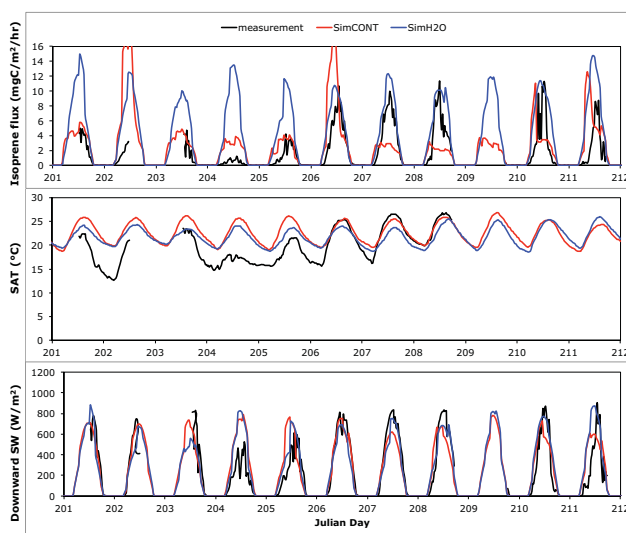 measurement SimCONT SimH2O
Isoprene flux (mgC/m²/hr)
16
14
12
10
8
6
4
2
0
201 202 203 204 205 206 207 208 209 210 211 212
SAT (°C)
30
25
20
15
10
5
0
201 202 203 204 205 206 207 208 209 210 211 212
Downward SW (W/m²)
1200
1000
800
600
400
200
0
201 202 203 204 205 206 207 208 209 210 211 212
Julian Day